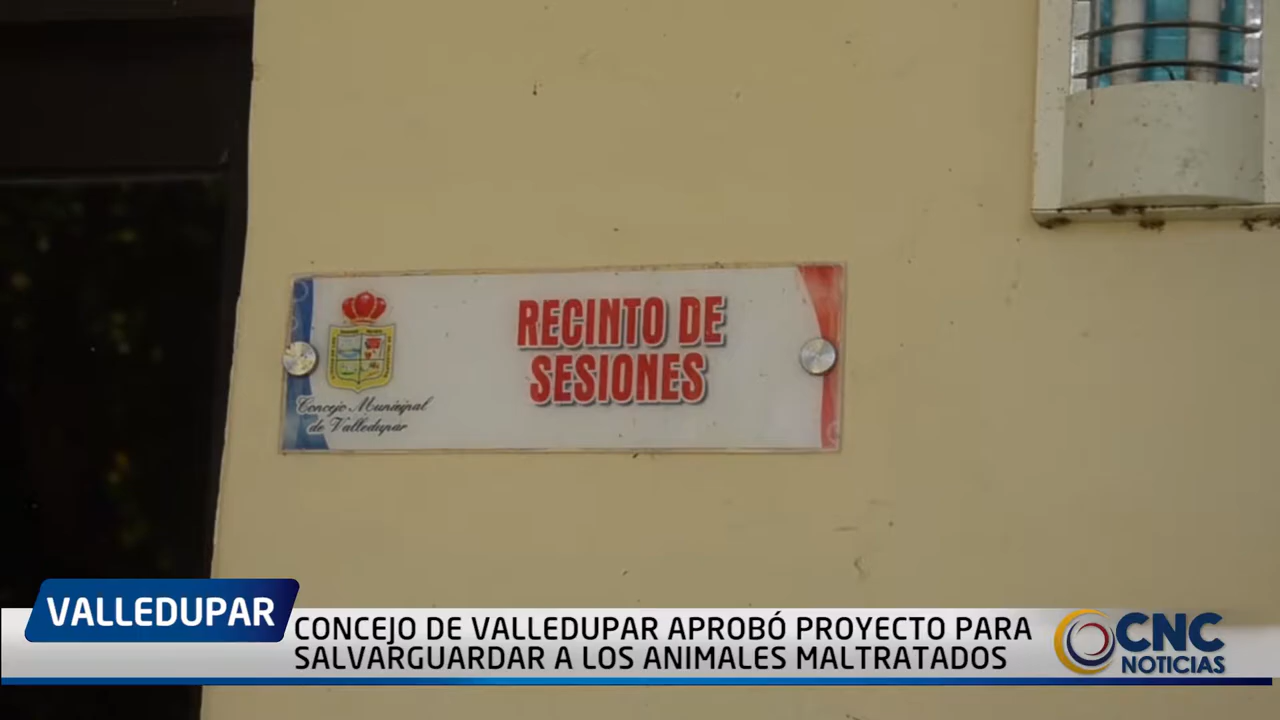 RECINTO DE
SESIONES
Concejo Municipal
de Valledupar
VALLEDUPAR
CONCEJO DE VALLEDUPAR APROBÓ PROYECTO PARA
SALVARGUARDAR A LOS ANIMALES MALTRATADOS
CNC
NOTICIAS